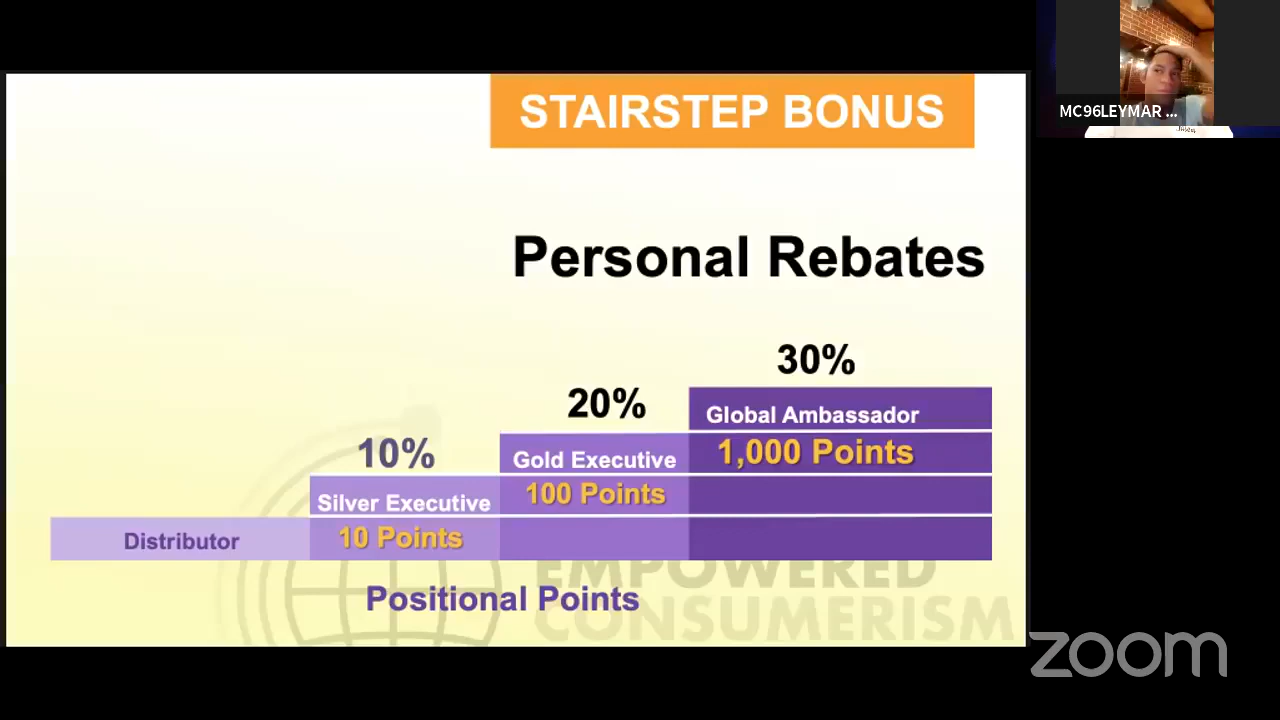 STAIRSTEP BONUS
MC96LEYMAR ...
Personal Rebates
30%
20%
Global Ambassador
10%
Gold Executive
1,000 Points
Silver Executive
100 Points
Distributor
10 Points
EMPOWERED
Positional Points
CONSUMERISM
zoom